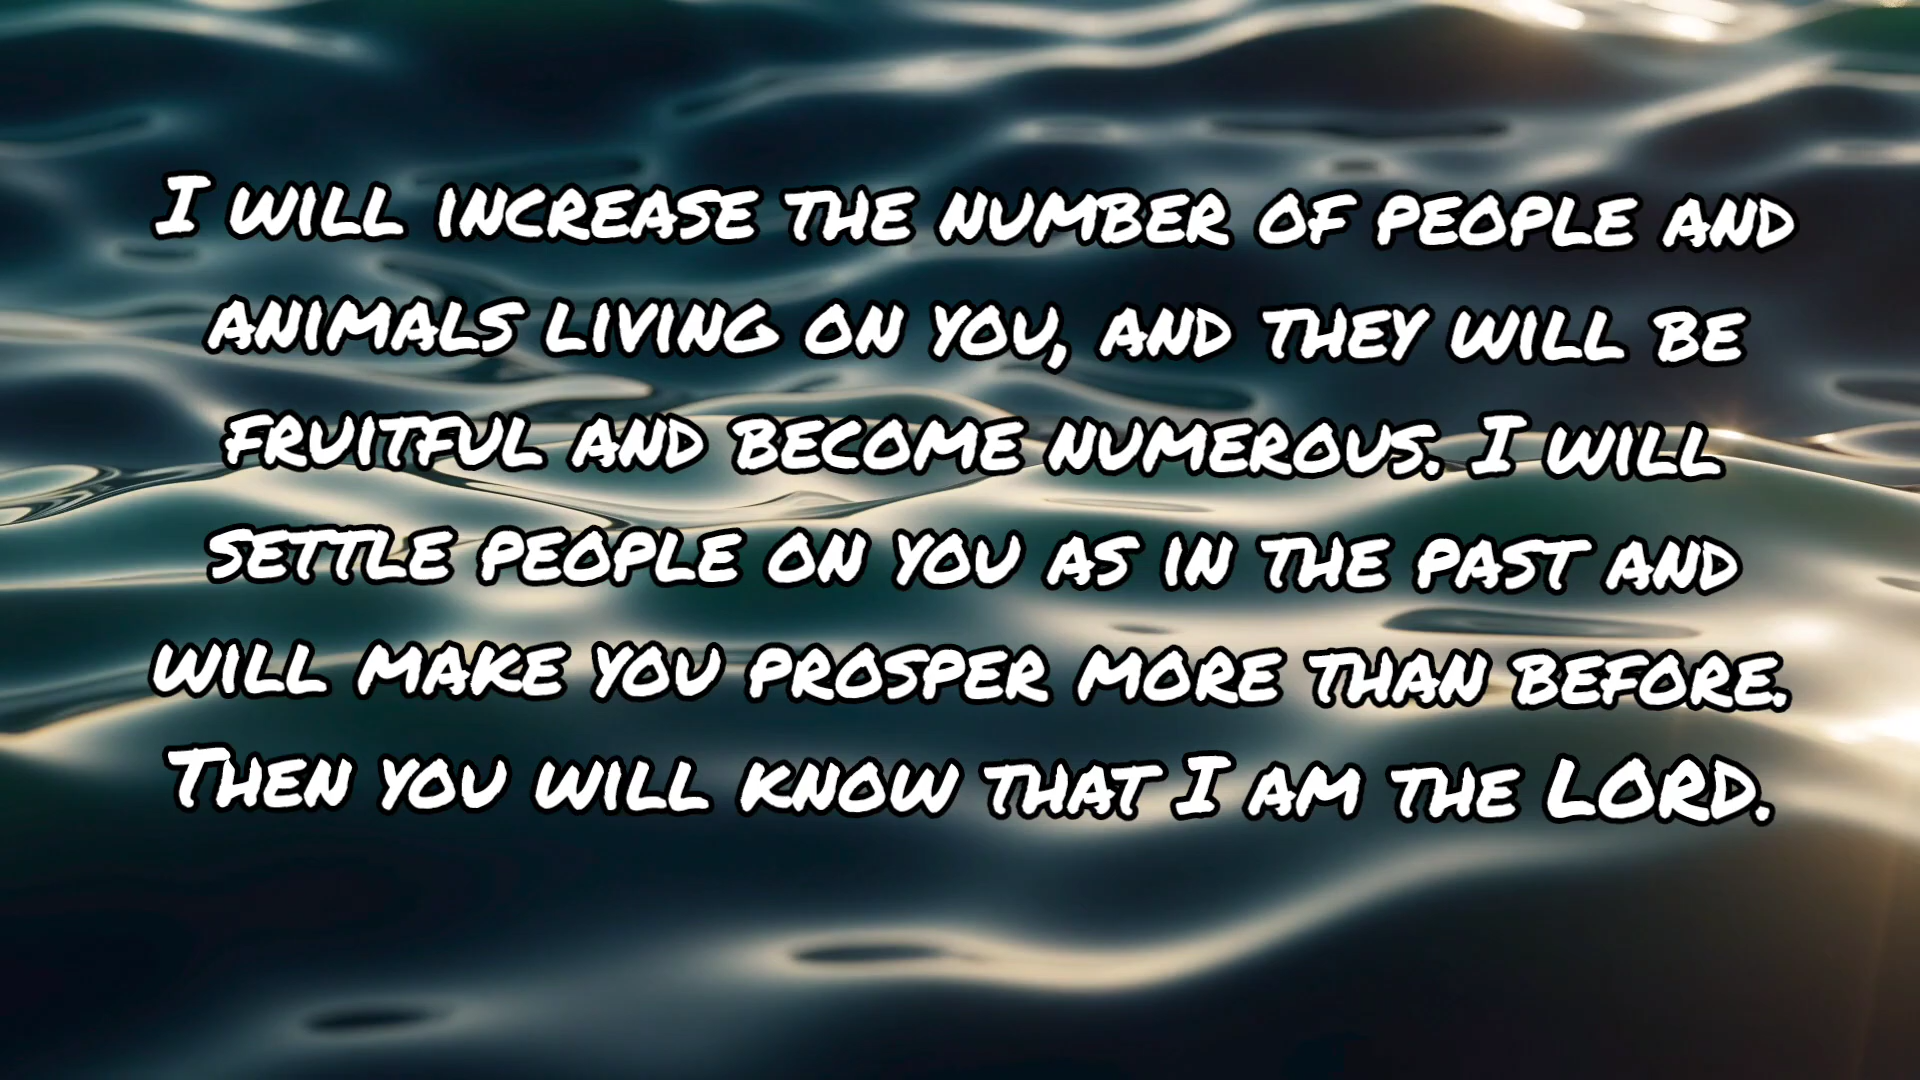 I will increase the number of people and
animals living on you, and they will be
fruitful and become numerous. I will
settle people on you as in the past and
will make you prosper more than before.
Then you will know that I am the LORD.